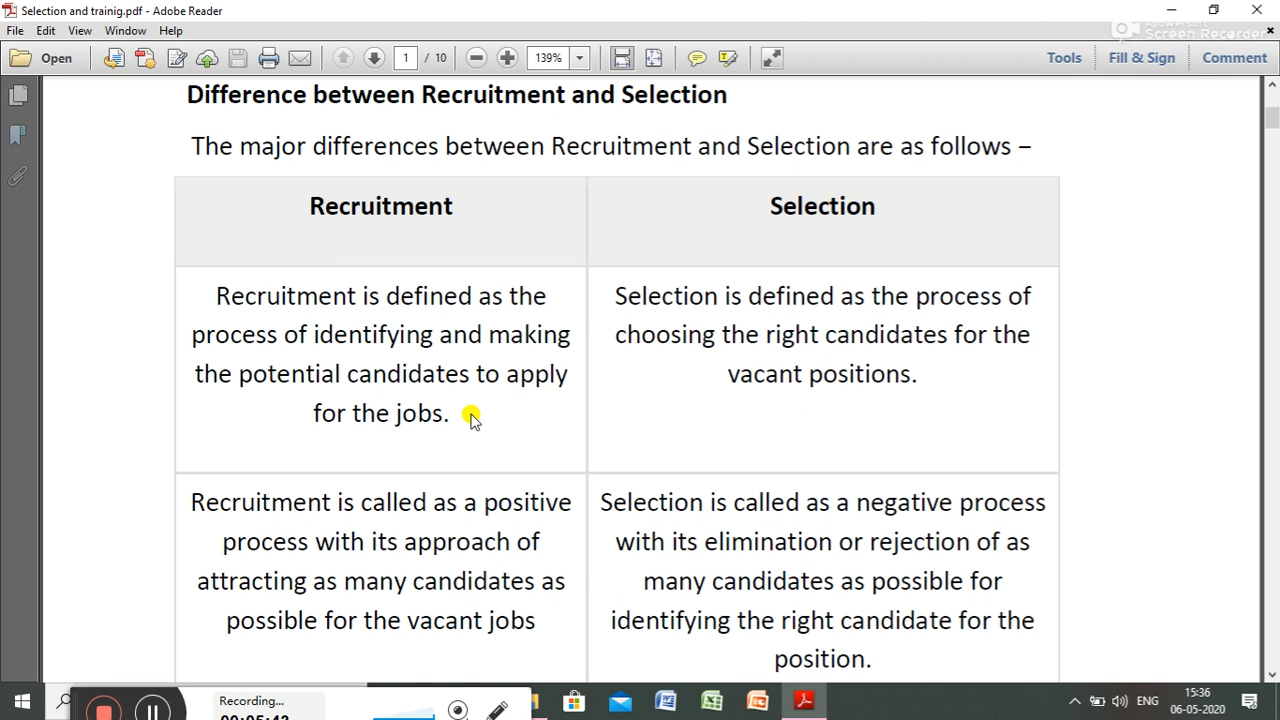 Selection and trainig.pdf - Adobe Reader
File Edit View Window Help
Apowersoft
Screen Recorder
Open 1 / 10 139% Tools Fill & Sign Comment
Difference between Recruitment and Selection
The major differences between Recruitment and Selection are as follows –
Recruitment
Selection
Recruitment is defined as the
process of identifying and making
the potential candidates to apply
for the jobs.
Selection is defined as the process of
choosing the right candidates for the
vacant positions.
Recruitment is called as a positive
process with its approach of
attracting as many candidates as
possible for the vacant jobs
Selection is called as a negative process
with its elimination or rejection of as
many candidates as possible for
identifying the right candidate for the
position.
Recording...
00:05:43
ENG
15:36
06-05-2020